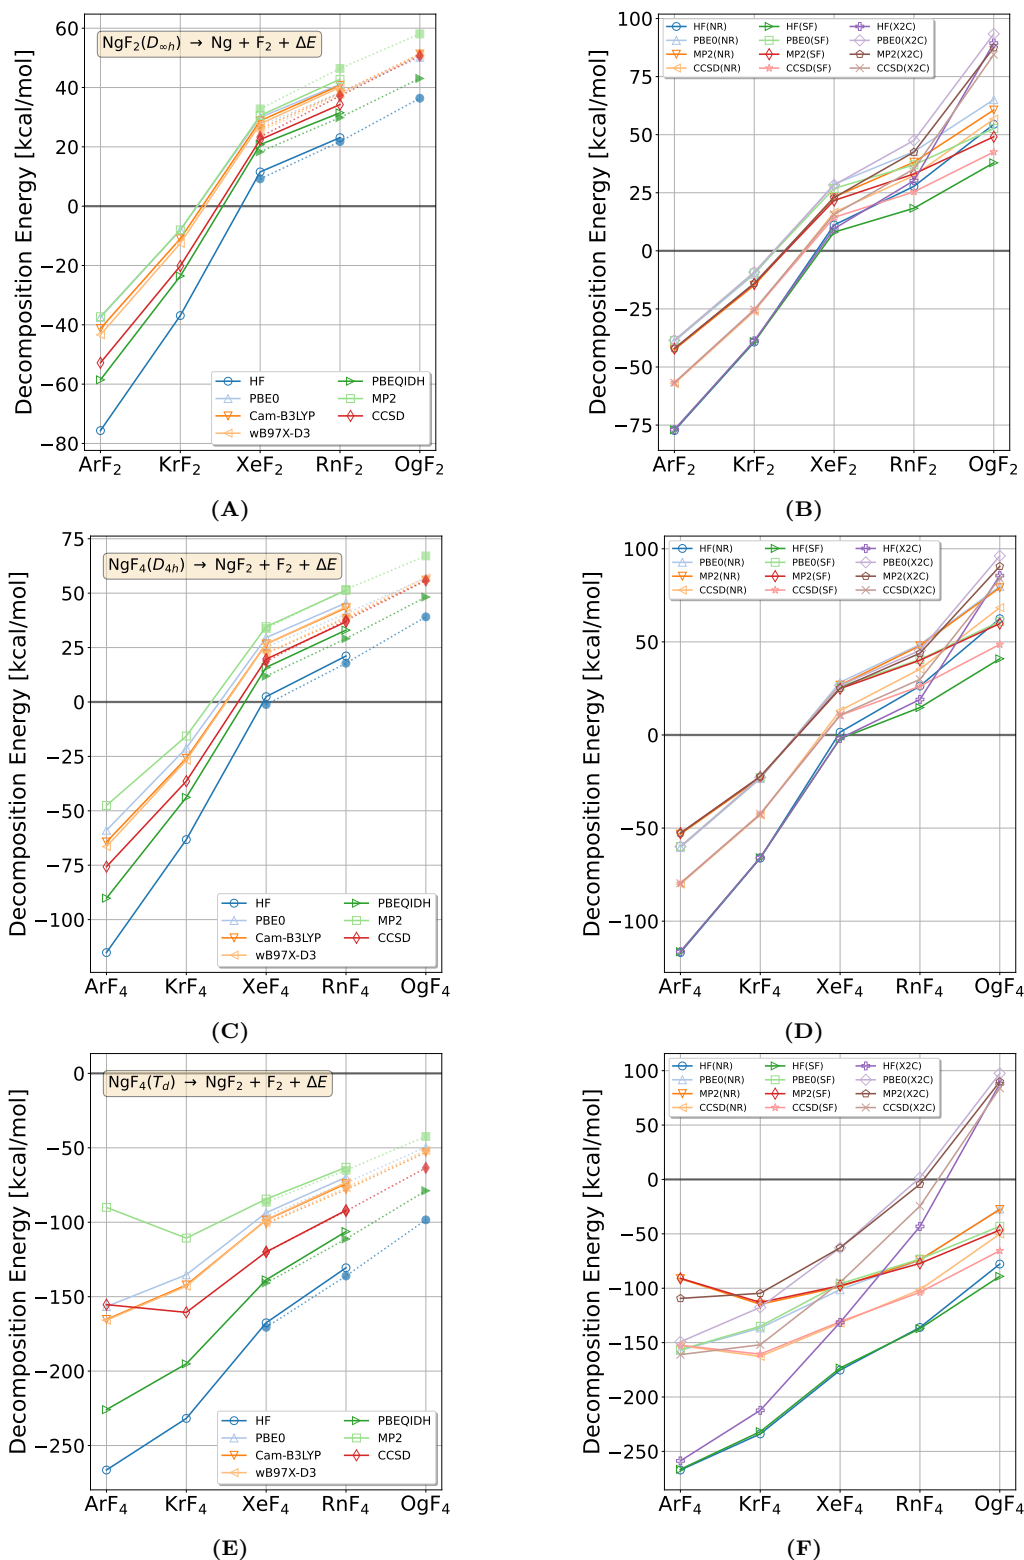 NgF₂(D∞h) → Ng + F₂ + ΔE
Decomposition Energy [kcal/mol]
60
40
20
0
−20
−40
−60
−80
HF
PBE0
Cam-B3LYP
wB97X-D3
PBEQIDH
MP2
CCSD
ArF₂ KrF₂ XeF₂ RnF₂ OgF₂
(A)
Decomposition Energy [kcal/mol]
100
75
50
25
0
−25
−50
−75
HF(NR) HF(SF) HF(X2C)
PBE0(NR) PBE0(SF) PBE0(X2C)
MP2(NR) MP2(SF) MP2(X2C)
CCSD(NR) CCSD(SF) CCSD(X2C)
ArF₂ KrF₂ XeF₂ RnF₂ OgF₂
(B)
NgF₄(D₄h) → NgF₂ + F₂ + ΔE
Decomposition Energy [kcal/mol]
75
50
25
0
−25
−50
−75
−100
HF
PBE0
Cam-B3LYP
wB97X-D3
PBEQIDH
MP2
CCSD
ArF₄ KrF₄ XeF₄ RnF₄ OgF₄
(C)
Decomposition Energy [kcal/mol]
100
50
0
−50
−100
HF(NR) HF(SF) HF(X2C)
PBE0(NR) PBE0(SF) PBE0(X2C)
MP2(NR) MP2(SF) MP2(X2C)
CCSD(NR) CCSD(SF) CCSD(X2C)
ArF₄ KrF₄ XeF₄ RnF₄ OgF₄
(D)
NgF₄(T_d) → NgF₂ + F₂ + ΔE
Decomposition Energy [kcal/mol]
0
−50
−100
−150
−200
−250
HF
PBE0
Cam-B3LYP
wB97X-D3
PBEQIDH
MP2
CCSD
ArF₄ KrF₄ XeF₄ RnF₄ OgF₄
(E)
Decomposition Energy [kcal/mol]
100
50
0
−50
−100
−150
−200
−250
HF(NR) HF(SF) HF(X2C)
PBE0(NR) PBE0(SF) PBE0(X2C)
MP2(NR) MP2(SF) MP2(X2C)
CCSD(NR) CCSD(SF) CCSD(X2C)
ArF₄ KrF₄ XeF₄ RnF₄ OgF₄
(F)